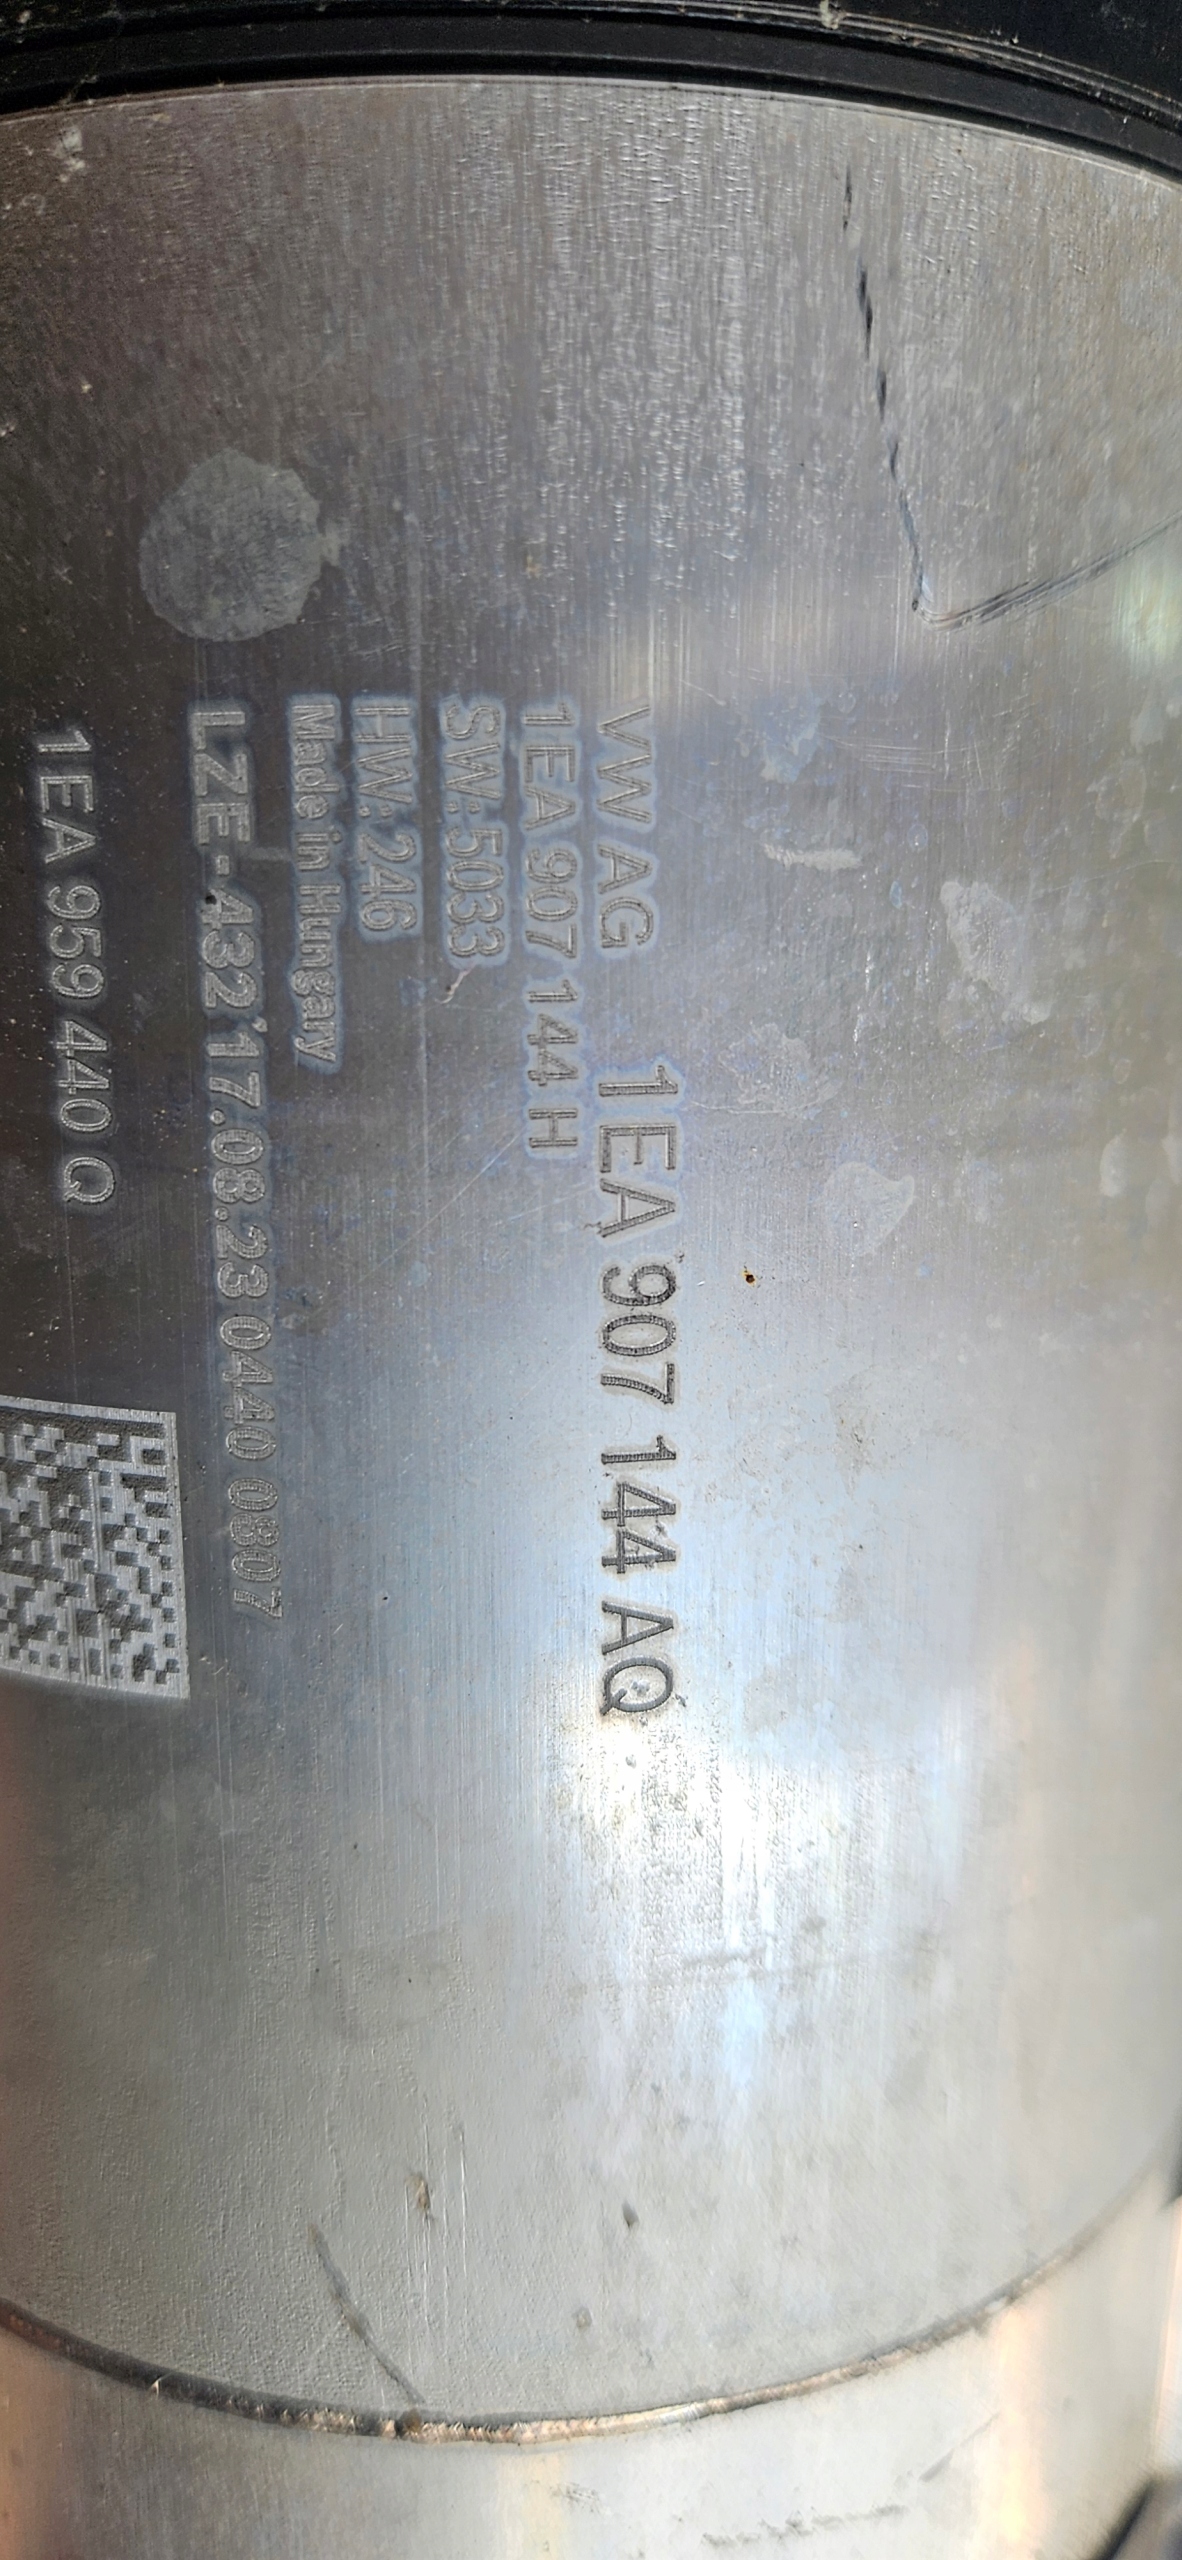 VW AG 1EA 907 144 AQ
1EA 907 144 H
SW:5033
HW:246
Made in Hungary
LZE-432 17.08.23 0440 0807
1EA 959 440 Q